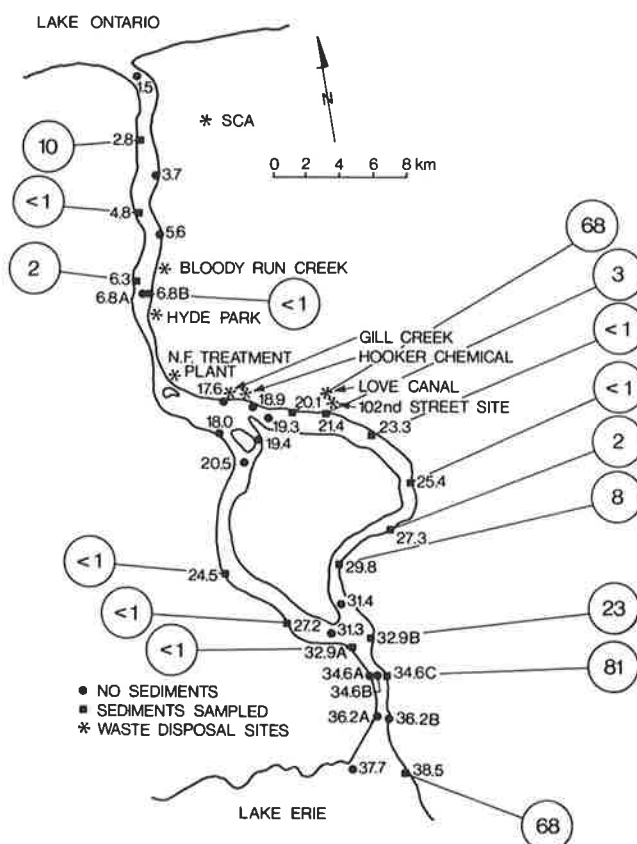 LAKE ONTARIO
1.5
* SCA
N
10
2.8
0 2 4 6 8 km
3.7
<1
4.8
5.6
68
2
6.3
* BLOODY RUN CREEK
3
6.8A
6.8B
<1
* HYDE PARK
<1
GILL CREEK
N.F. TREATMENT
PLANT
HOOKER CHEMICAL
<1
LOVE CANAL
17.6
18.9
20.1
102nd STREET SITE
18.0
19.3
21.4
23.3
2
19.4
20.5
25.4
8
27.3
<1
24.5
29.8
<1
31.4
23
27.2
31.3
32.9B
<1
32.9A
81
34.6A
34.6C
34.6B
● NO SEDIMENTS
■ SEDIMENTS SAMPLED
* WASTE DISPOSAL SITES
36.2A
36.2B
37.7
38.5
LAKE ERIE
68